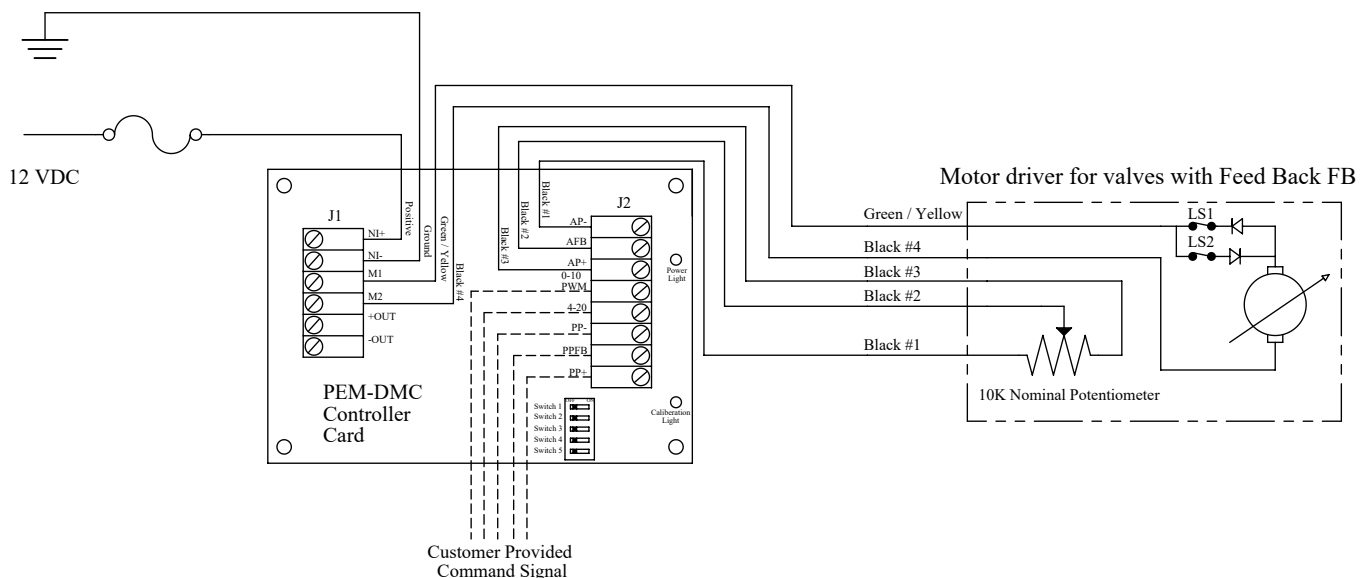 12 VDC
Motor driver for valves with Feed Back FB
J1
NI+
NI-
M1
M2
+OUT
-OUT
Positive
Ground
Green / Yellow
Black #4
Black #3
Black #2
Black #1
J2
AP-
AFB
AP+
0-10
PWM
4-20
PP-
PPFB
PP+
Power
Light
Caliberation
Light
PEM-DMC
Controller
Card
OFF ON
Switch 1
Switch 2
Switch 3
Switch 4
Switch 5
Customer Provided
Command Signal
Green / Yellow
Black #4
Black #3
Black #2
Black #1
LS1
LS2
10K Nominal Potentiometer